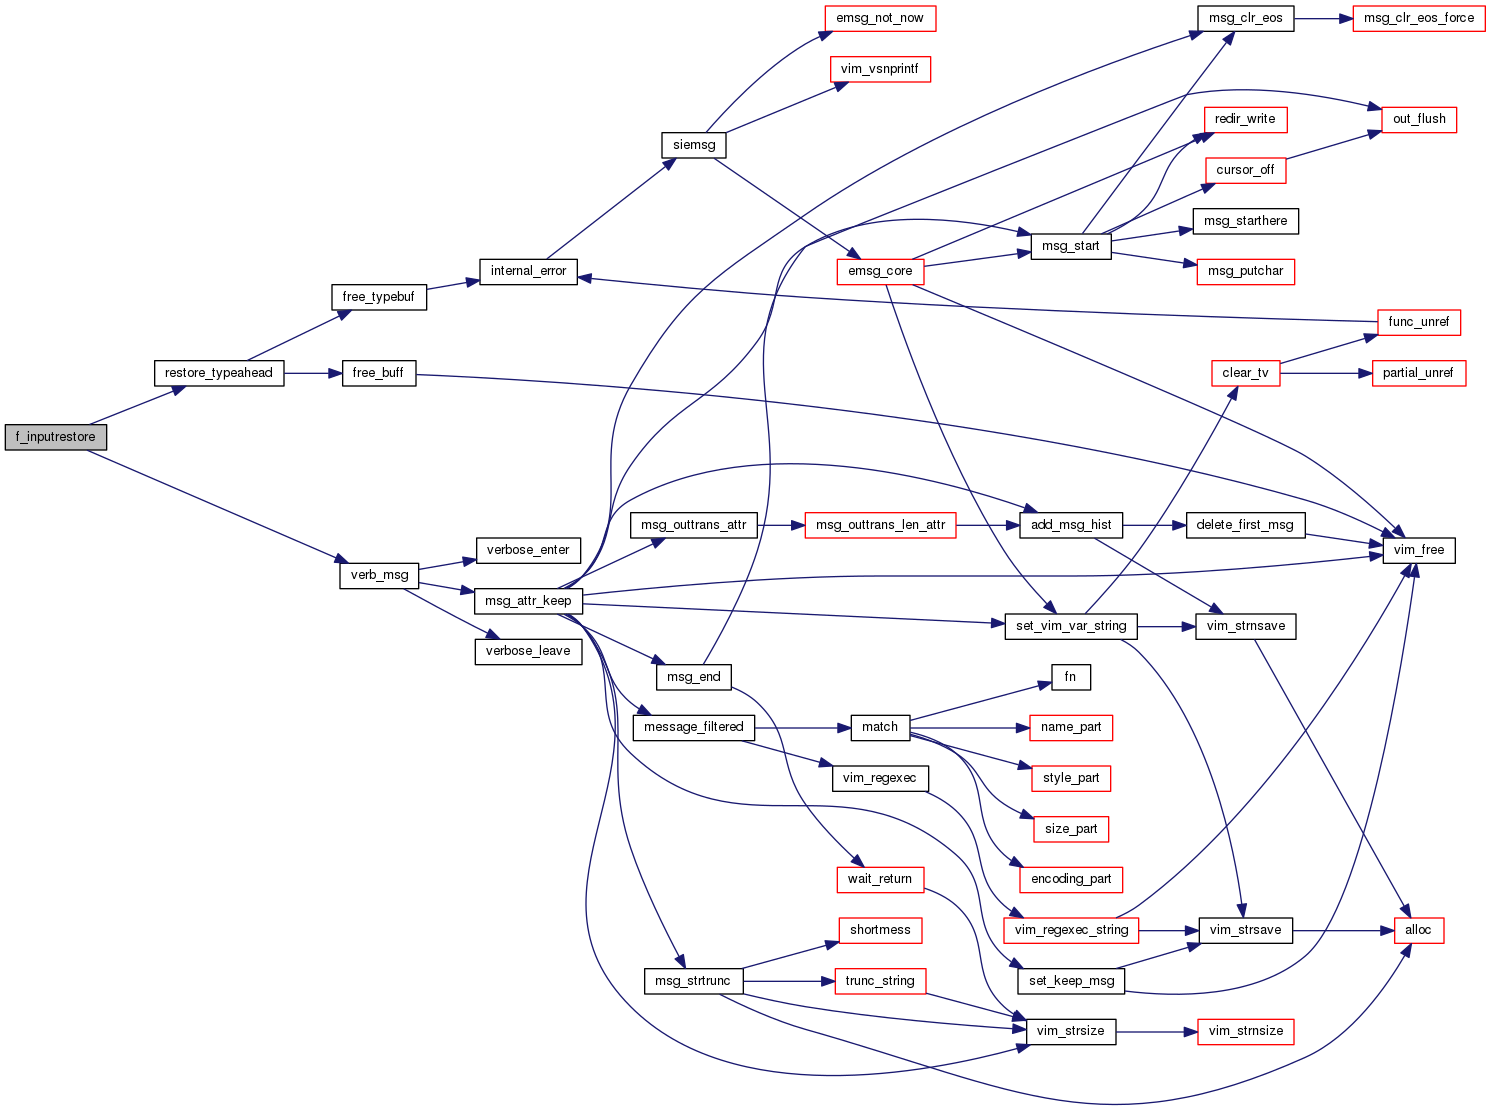 emsg_not_now
msg_clr_eos
msg_clr_eos_force
vim_vsnprintf
redir_write
out_flush
siemsg
cursor_off
msg_starthere
msg_start
internal_error
emsg_core
msg_putchar
free_typebuf
func_unref
restore_typeahead
free_buff
clear_tv
partial_unref
f_inputrestore
msg_outtrans_attr
msg_outtrans_len_attr
add_msg_hist
delete_first_msg
verbose_enter
vim_free
verb_msg
msg_attr_keep
set_vim_var_string
vim_strnsave
verbose_leave
msg_end
fn
message_filtered
match
name_part
vim_regexec
style_part
size_part
wait_return
encoding_part
shortmess
vim_regexec_string
vim_strsave
alloc
msg_strtrunc
trunc_string
set_keep_msg
vim_strsize
vim_strnsize